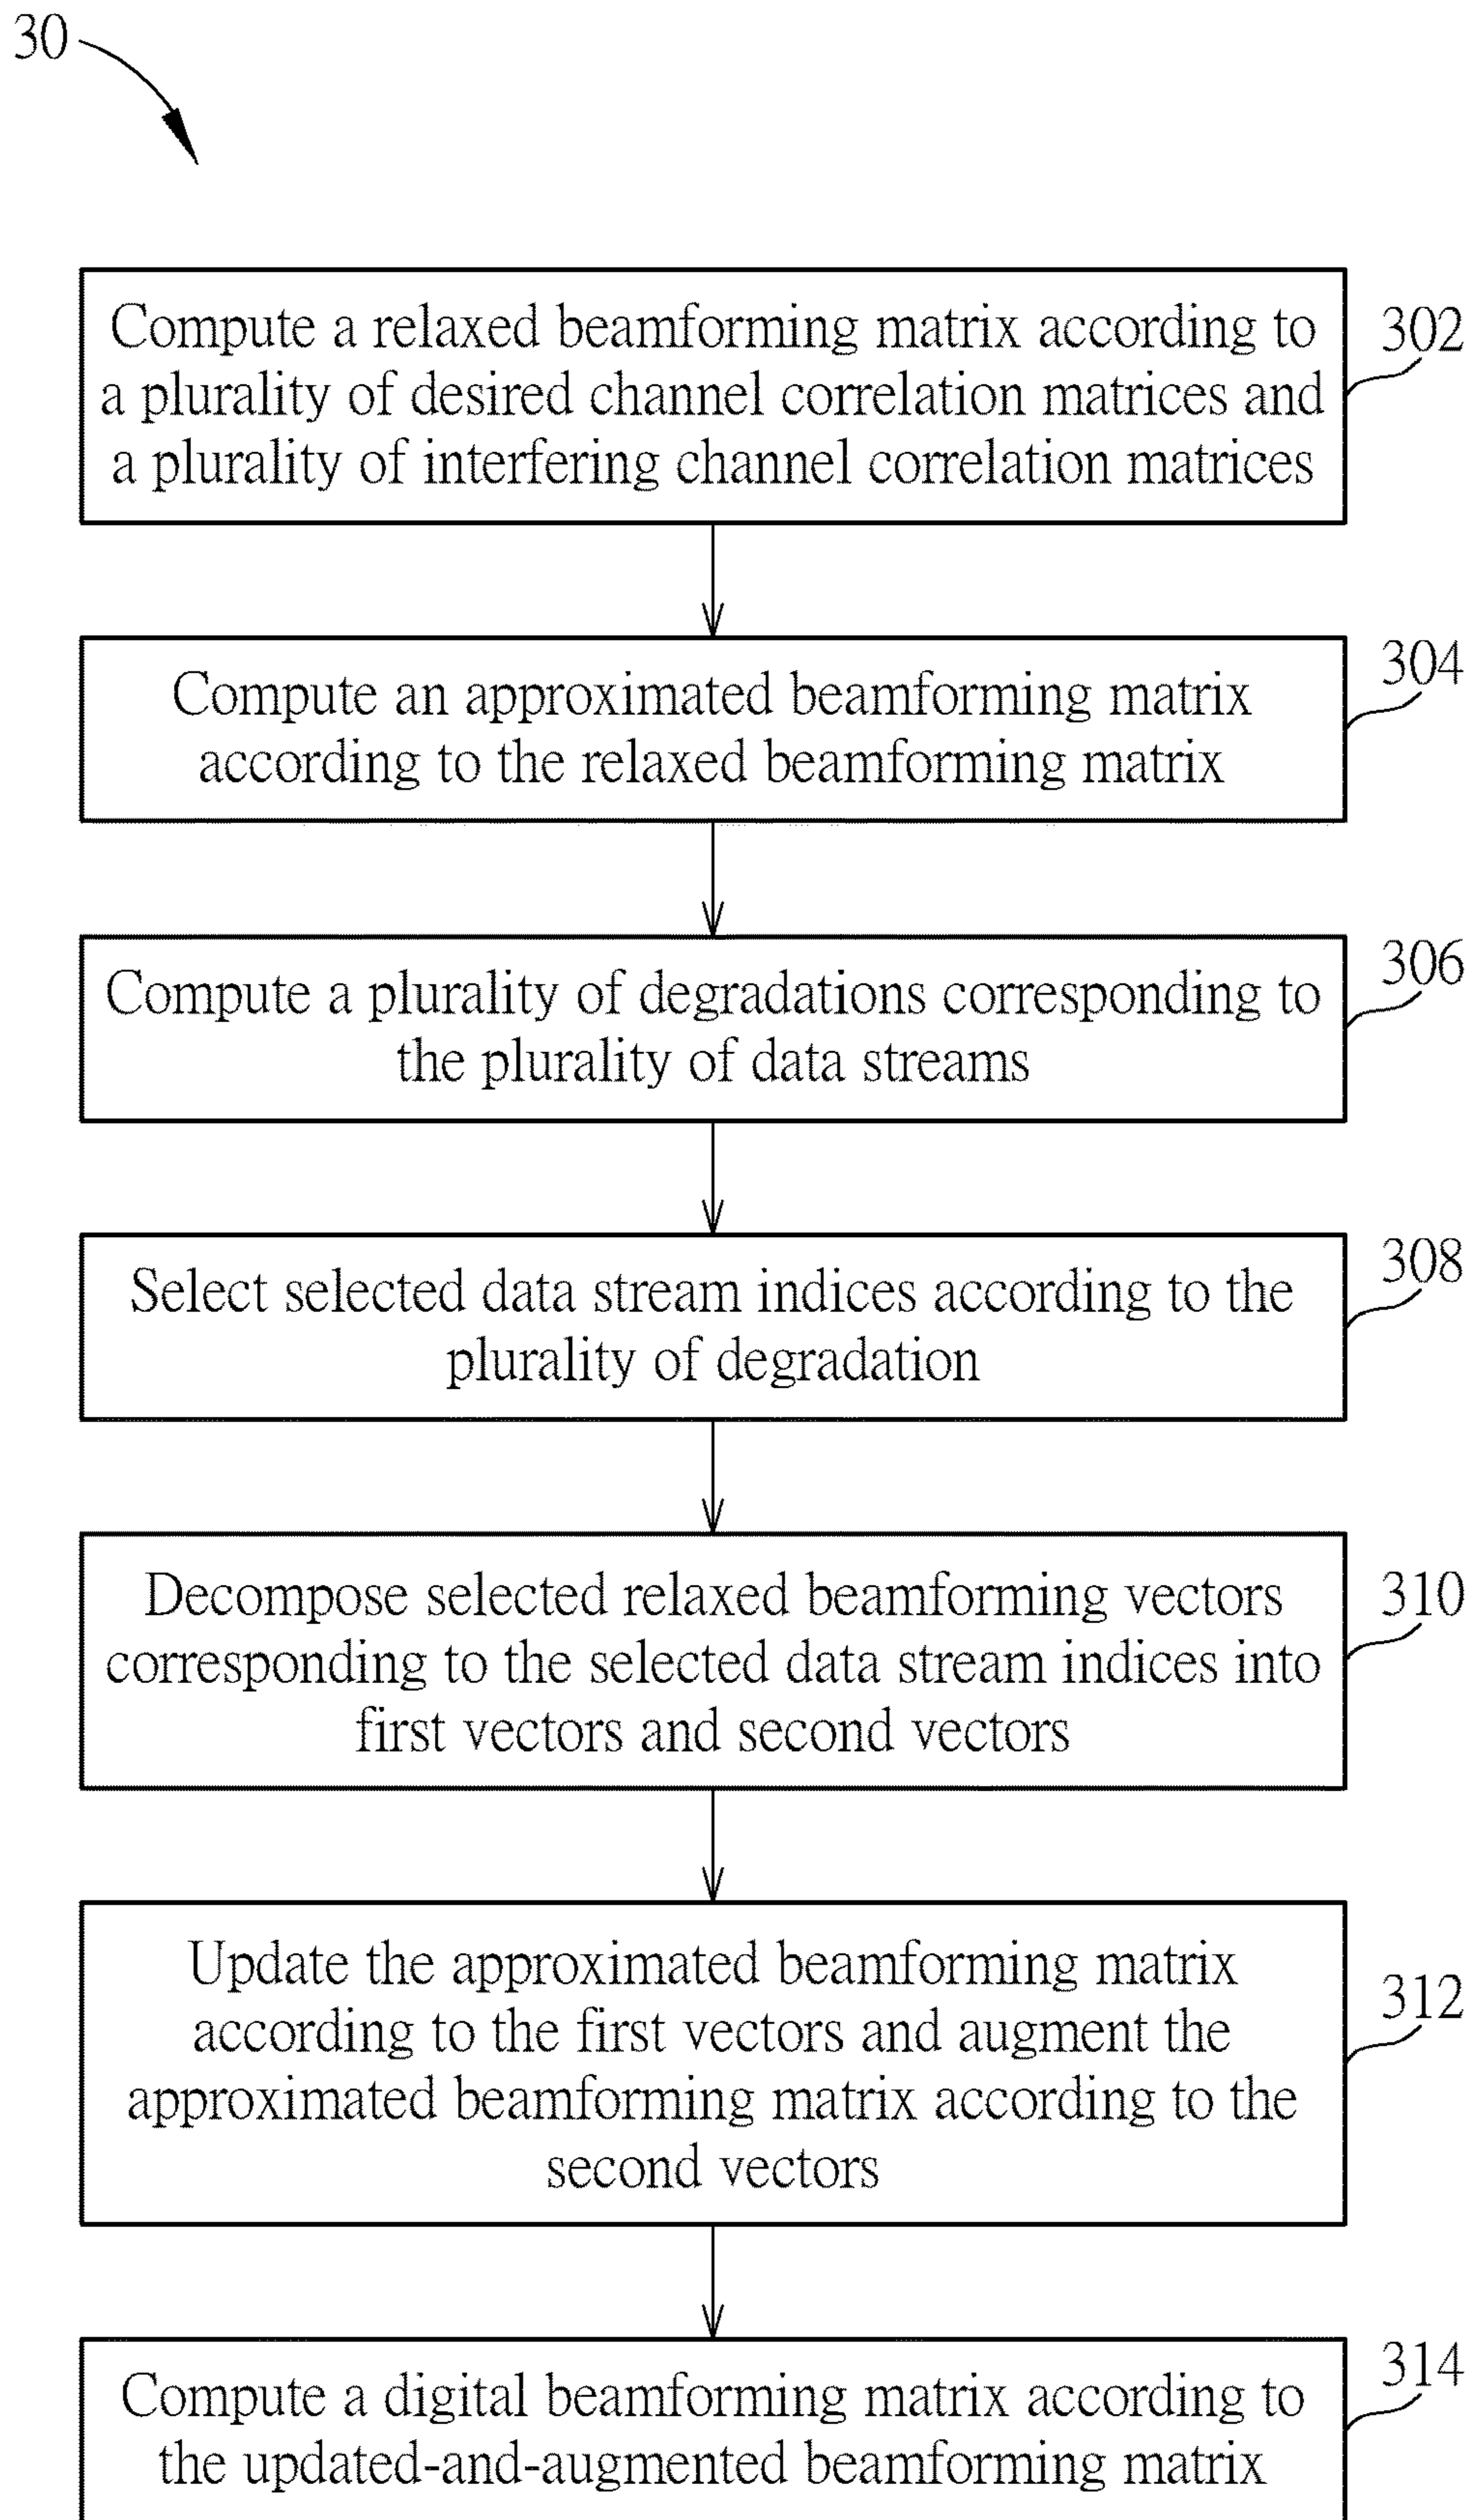 30
Compute a relaxed beamforming matrix according to
a plurality of desired channel correlation matrices and
a plurality of interfering channel correlation matrices
302
Compute an approximated beamforming matrix
according to the relaxed beamforming matrix
304
Compute a plurality of degradations corresponding to
the plurality of data streams
306
Select selected data stream indices according to the
plurality of degradation
308
Decompose selected relaxed beamforming vectors
corresponding to the selected data stream indices into
first vectors and second vectors
310
Update the approximated beamforming matrix
according to the first vectors and augment the
approximated beamforming matrix according to the
second vectors
312
Compute a digital beamforming matrix according to
the updated-and-augmented beamforming matrix
314